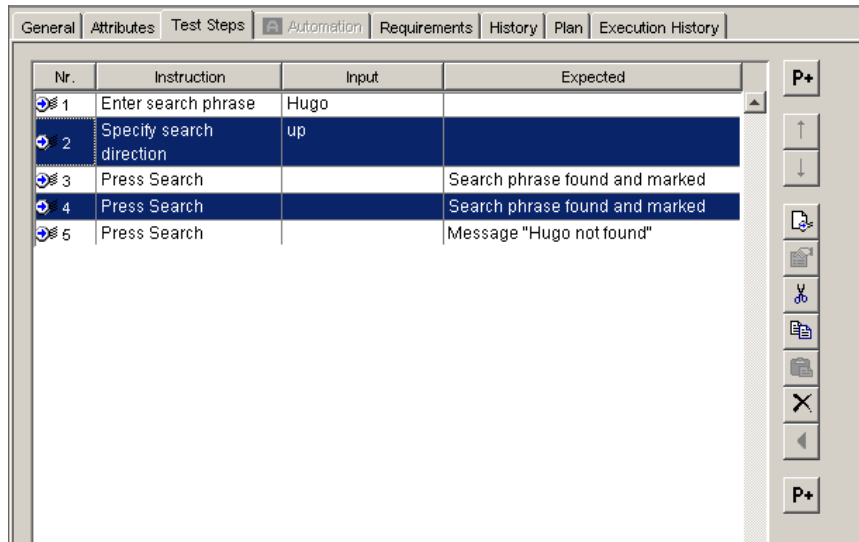 General Attributes Test Steps A Automation Requirements History Plan Execution History
Nr. Instruction Input Expected P+
1 Enter search phrase Hugo
2 Specify search up
direction
3 Press Search Search phrase found and marked
4 Press Search Search phrase found and marked
5 Press Search Message "Hugo not found"
P+